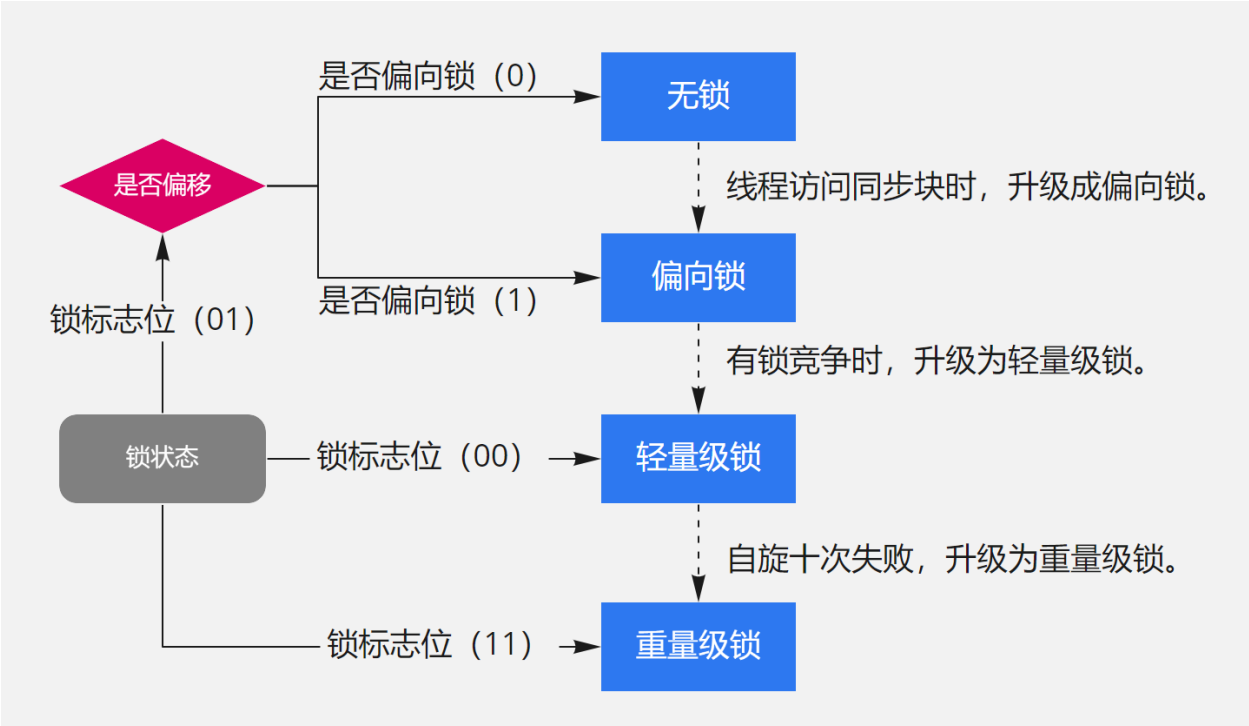 是否偏向锁（0）
无锁
是否偏移
线程访问同步块时，升级成偏向锁。
偏向锁
是否偏向锁（1）
锁标志位（01）
有锁竞争时，升级为轻量级锁。
锁状态
锁标志位（00）
轻量级锁
自旋十次失败，升级为重量级锁。
锁标志位（11）
重量级锁